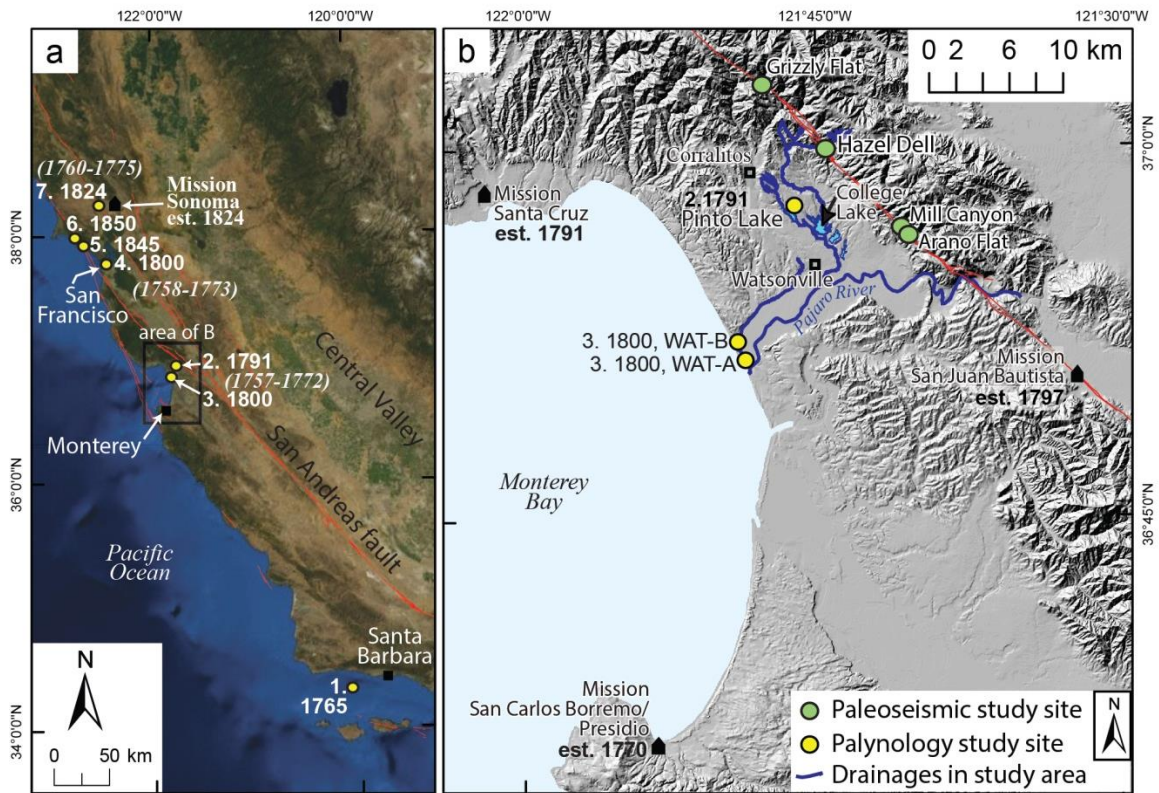 122°0'0"W
120°0'0"W
a
(1760-1775)
7. 1824
Mission
Sonoma
est. 1824
6. 1850
5. 1845
4. 1800
San
Francisco
(1758-1773)
area of B
2. 1791
(1757-1772)
3. 1800
Monterey
Central Valley
San Andreas fault
Pacific
Ocean
Santa
Barbara
1.
1765
N
0 50 km
38°0'0"N
36°0'0"N
34°0'0"N
122°0'0"W
121°45'0"W
121°30'0"W
b
0 2 6 10 km
Grizzly Flat
Hazel Dell
Corralitos
2.1791
Pinto Lake
College
Lake
Mill Canyon
Arano Flat
Mission
Santa Cruz
est. 1791
Watsonville
Pajaro River
3. 1800, WAT-B
3. 1800, WAT-A
Mission
San Juan Bautista
est. 1797
Monterey
Bay
Mission
San Carlos Borremo/
Presidio
est. 1770
37°0'0"N
36°45'0"N
Paleoseismic study site
Palynology study site
Drainages in study area
N